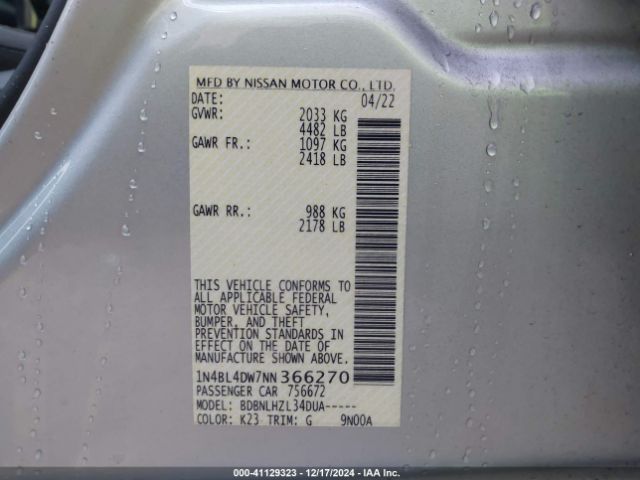 MFD BY NISSAN MOTOR CO., LTD.
DATE: 04/22
GVWR: 2033 KG
4482 LB
GAWR FR.: 1097 KG
2418 LB
GAWR RR.: 988 KG
2178 LB
THIS VEHICLE CONFORMS TO
ALL APPLICABLE FEDERAL
MOTOR VEHICLE SAFETY,
BUMPER, AND THEFT
PREVENTION STANDARDS IN
EFFECT ON THE DATE OF
MANUFACTURE SHOWN ABOVE.
1N4BL4DW7NN366270
PASSENGER CAR 756672
MODEL: BDBNLHZL34DUA-----
COLOR: K23 TRIM: G 9N00A
000-41129323 - 12/17/2024 - IAA Inc.